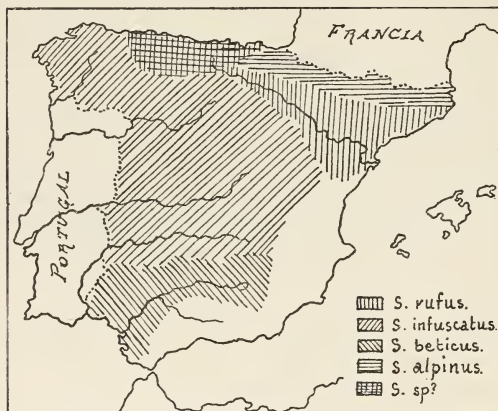 FRANCIA
PORTUGAL
S. rufus.
S. infuscatus.
S. beticus.
S. alpinus.
S. sp?